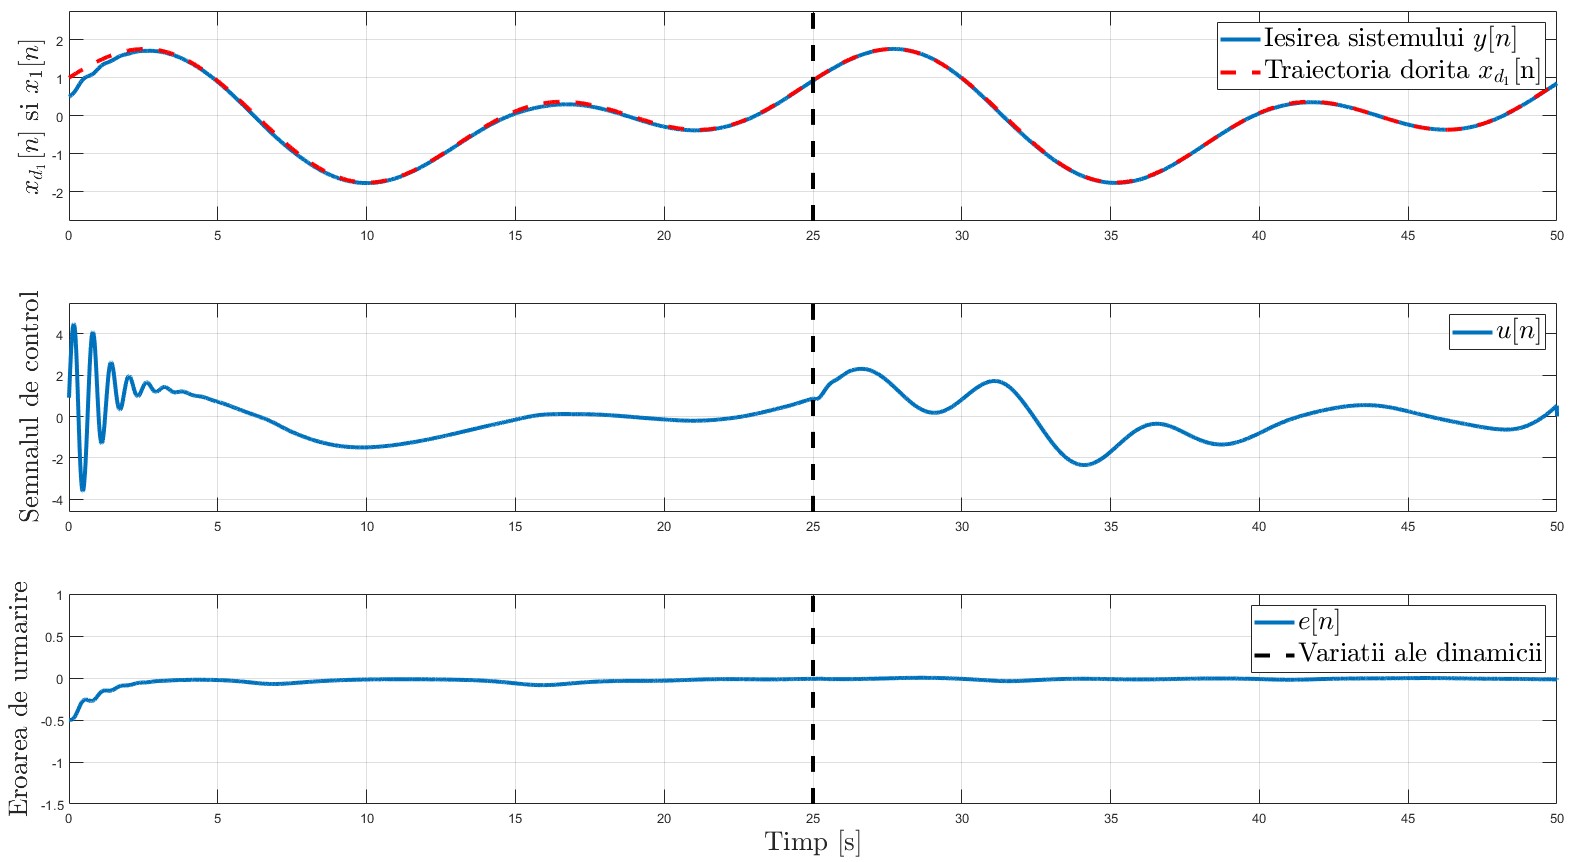 x_{d_1}[n] si x_1[n]
2
1
0
-1
-2
Iesirea sistemului y[n]
Traiectoria dorita x_{d_1}[n]
0 5 10 15 20 25 30 35 40 45 50
Semnalul de control
4
2
0
-2
-4
u[n]
0 5 10 15 20 25 30 35 40 45 50
Eroarea de urmarire
1
0.5
0
-0.5
-1
-1.5
e[n]
Variatii ale dinamicii
0 5 10 15 20 25 30 35 40 45 50
Timp [s]